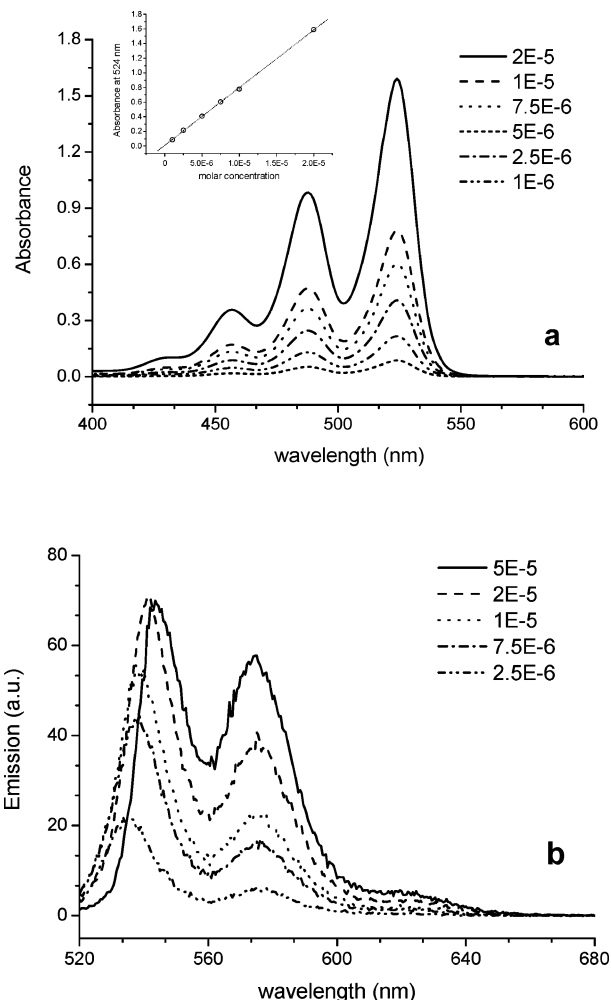 1.8
1.5
1.2
0.9
0.6
0.3
0.0
Absorbance
400 450 500 550 600
wavelength (nm)
1.8
1.6
1.4
1.2
1.0
0.8
0.6
0.4
0.2
0.0
Absorbance at 524 nm
0 5.0E-6 1.0E-5 1.5E-5 2.0E-5
molar concentration
2E-5
1E-5
7.5E-6
5E-6
2.5E-6
1E-6
a
80
60
40
20
0
Emission (a.u.)
520 560 600 640 680
wavelength (nm)
5E-5
2E-5
1E-5
7.5E-6
2.5E-6
b